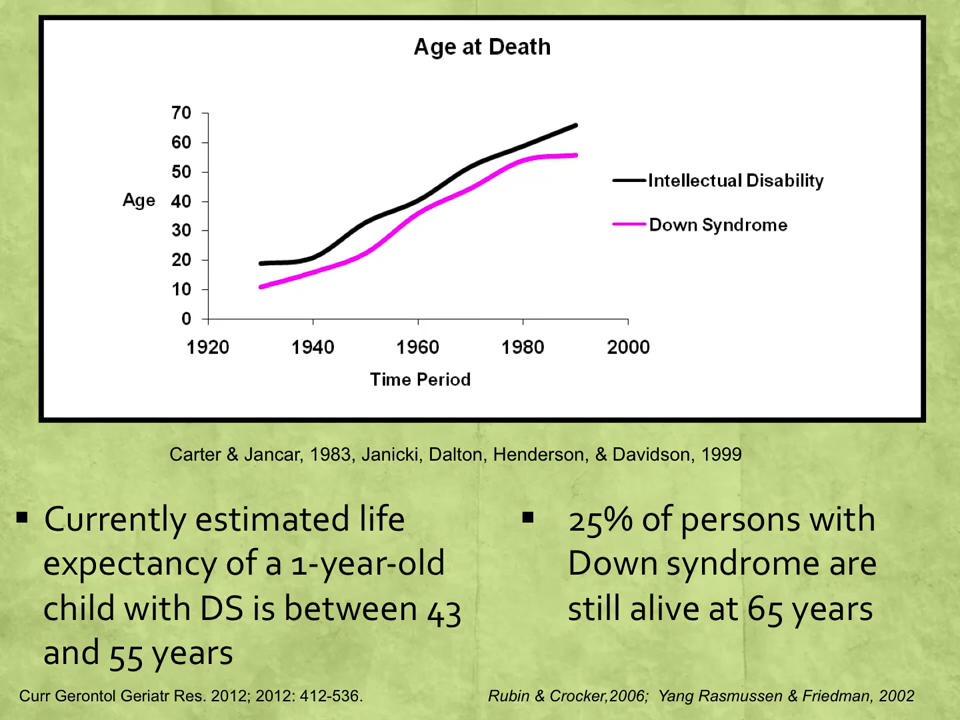 Age at Death
70
60
50
Age 40
30
20
10
0
1920 1940 1960 1980 2000
Time Period
Intellectual Disability
Down Syndrome
Carter & Jancar, 1983, Janicki, Dalton, Henderson, & Davidson, 1999
▪ Currently estimated life
expectancy of a 1-year-old
child with DS is between 43
and 55 years
▪ 25% of persons with
Down syndrome are
still alive at 65 years
Curr Gerontol Geriatr Res. 2012; 2012: 412-536.
Rubin & Crocker,2006; Yang Rasmussen & Friedman, 2002